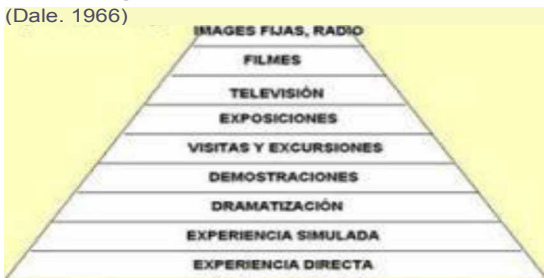 (Dale. 1966)
IMAGES FIJAS, RADIO
FILMES
TELEVISIÓN
EXPOSICIONES
VISITAS Y EXCURSIONES
DEMOSTRACIONES
DRAMATIZACIÓN
EXPERIENCIA SIMULADA
EXPERIENCIA DIRECTA